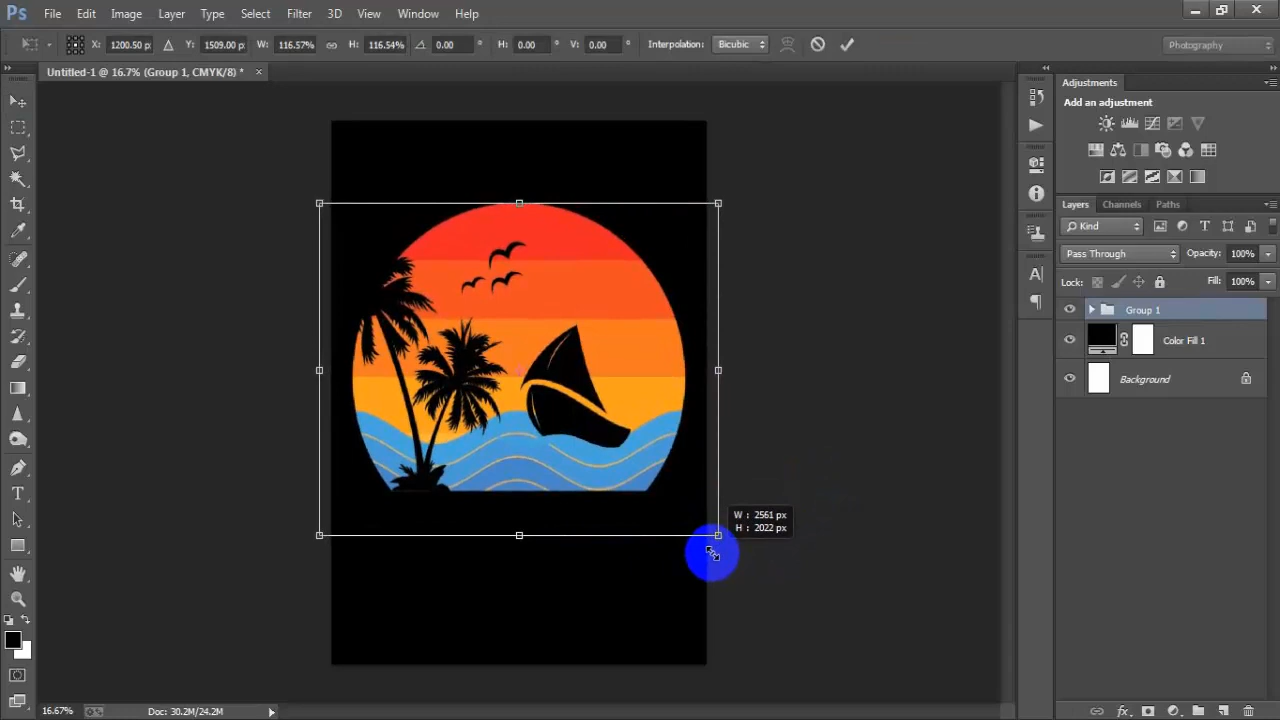 Ps File Edit Image Layer Type Select Filter 3D View Window Help
X: 1200.50 p: Y: 1509.00 p: W: 116.57% H: 116.54% 0.00 ° H: 0.00 ° V: 0.00 ° Interpolation: Bicubic Photography
Untitled-1 @ 16.7% (Group 1, CMYK/8) * ×
Adjustments
Add an adjustment
Layers Channels Paths
Kind
Pass Through Opacity: 100%
Lock: Fill: 100%
Group 1
Color Fill 1
Background
W : 2561 px
H : 2022 px
16.67% Doc: 30.2M/24.2M